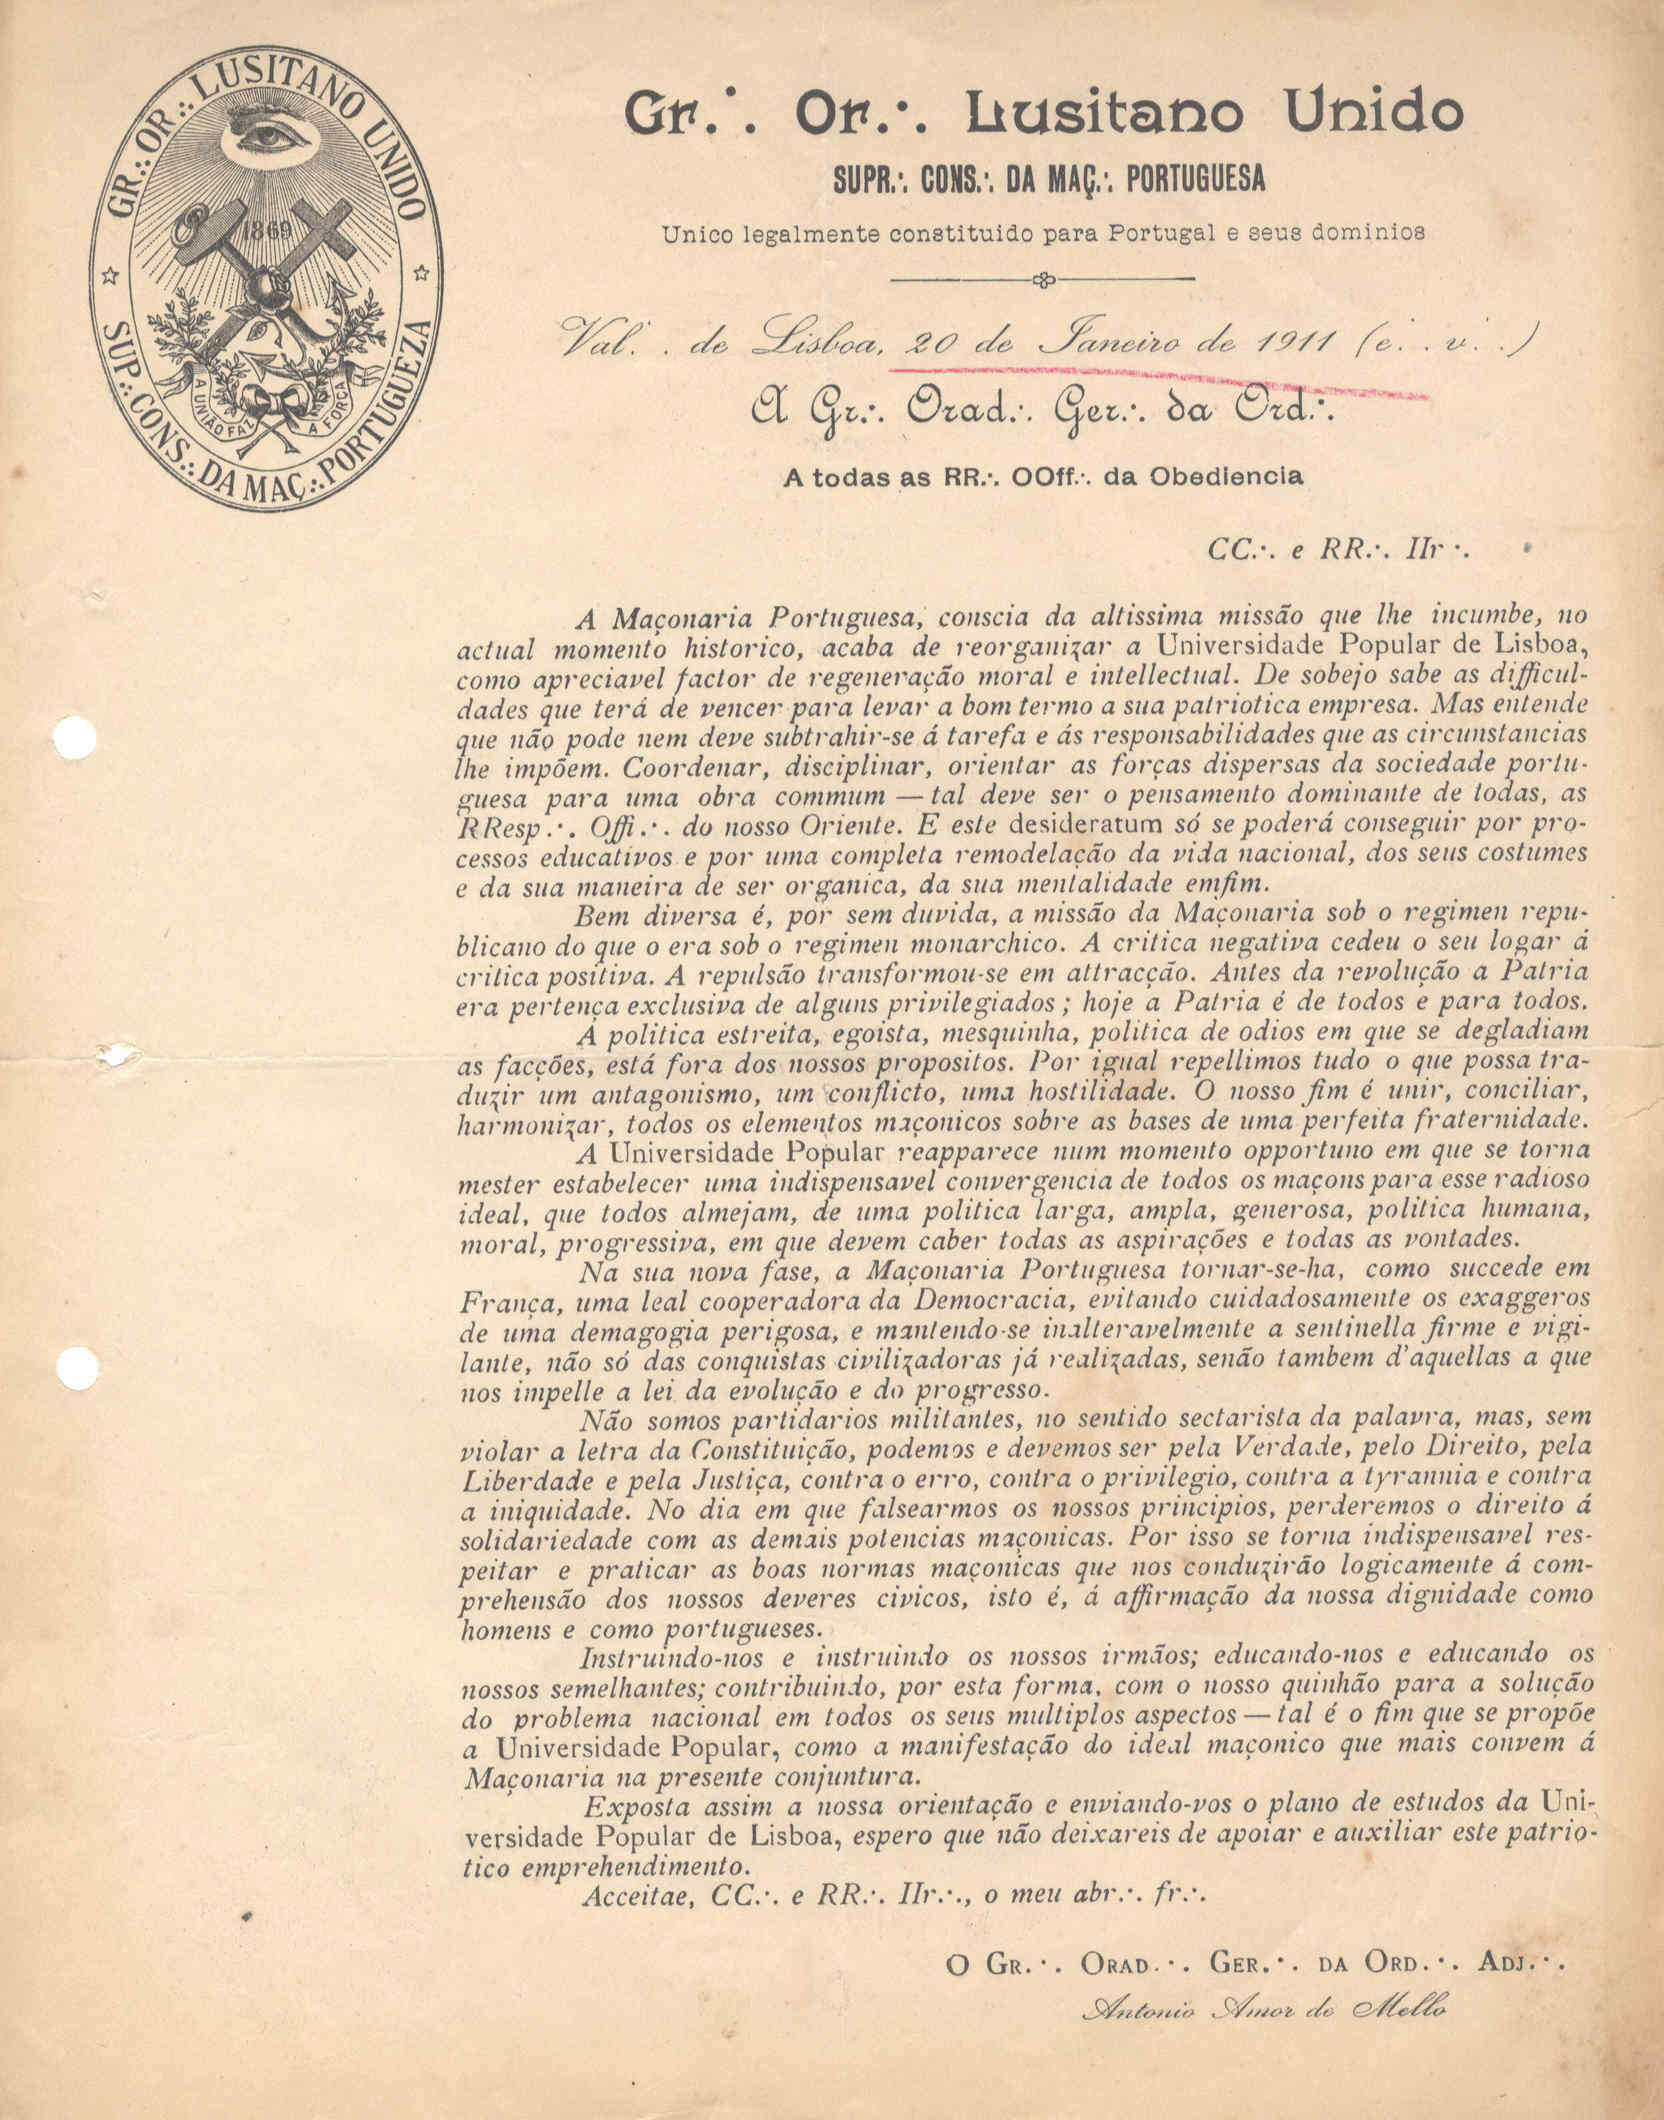 GR.·. OR.·. LUSITANO UNIDO
SUP.·. CONS.·. DA MAÇ.·. PORTUGUEZA
1869
A UNIÃO FAZ A FORÇA
Gr.·. Or.·. Lusitano Unido
SUPR.·. CONS.·. DA MAÇ.·. PORTUGUESA
Unico legalmente constituido para Portugal e seus dominios
Val.·. de Lisboa, 20 de Janeiro de 1911 (e.·. v.·.)
A Gr.·. Orad.·. Ger.·. da Ord.·.
A todas as RR.·. OOff.·. da Obediencia
CC.·. e RR.·. IIr.·.
A Maçonaria Portuguesa, conscia da altissima missão que lhe incumbe, no
actual momento historico, acaba de reorganizar a Universidade Popular de Lisboa,
como apreciavel factor de regeneração moral e intellectual. De sobejo sabe as difficul-
dades que terá de vencer para levar a bom termo a sua patriotica empresa. Mas entende
que não pode nem deve subtrahir-se á tarefa e ás responsabilidades que as circunstancias
lhe impõem. Coordenar, disciplinar, orientar as forças dispersas da sociedade portu-
guesa para uma obra commum — tal deve ser o pensamento dominante de todas, as
RResp.·. Offi.·. do nosso Oriente. E este desideratum só se poderá conseguir por pro-
cessos educativos e por uma completa remodelação da vida nacional, dos seus costumes
e da sua maneira de ser organica, da sua mentalidade emfim.
Bem diversa é, por sem duvida, a missão da Maçonaria sob o regimen repu-
blicano do que o era sob o regimen monarchico. A critica negativa cedeu o seu logar á
critica positiva. A repulsão transformou-se em attracção. Antes da revolução a Patria
era pertença exclusiva de alguns privilegiados; hoje a Patria é de todos e para todos.
A politica estreita, egoista, mesquinha, politica de odios em que se degladiam
as facções, está fora dos nossos propositos. Por igual repellimos tudo o que possa tra-
duzir um antagonismo, um conflicto, uma hostilidade. O nosso fim é unir, conciliar,
harmonizar, todos os elementos maçonicos sobre as bases de uma perfeita fraternidade.
A Universidade Popular reapparece num momento opportuno em que se torna
mester estabelecer uma indispensavel convergencia de todos os maçons para esse radioso
ideal, que todos almejam, de uma politica larga, ampla, generosa, politica humana,
moral, progressiva, em que devem caber todas as aspirações e todas as vontades.
Na sua nova fase, a Maçonaria Portuguesa tornar-se-ha, como succede em
França, uma leal cooperadora da Democracia, evitando cuidadosamente os exaggeros
de uma demagogia perigosa, e mantendo-se inalteravelmente a sentinella firme e vigi-
lante, não só das conquistas civilizadoras já realizadas, senão tambem d'aquellas a que
nos impelle a lei da evolução e do progresso.
Não somos partidarios militantes, no sentido sectarista da palavra, mas, sem
violar a letra da Constituição, podemos e devemos ser pela Verdade, pelo Direito, pela
Liberdade e pela Justiça, contra o erro, contra o privilegio, contra a tyrannia e contra
a iniquidade. No dia em que falsearmos os nossos principios, perderemos o direito á
solidariedade com as demais potencias maçonicas. Por isso se torna indispensavel res-
peitar e praticar as boas normas maçonicas que nos conduzirão logicamente á com-
prehensão dos nossos deveres civicos, isto é, á affirmação da nossa dignidade como
homens e como portugueses.
Instruindo-nos e instruindo os nossos irmãos; educando-nos e educando os
nossos semelhantes; contribuindo, por esta forma, com o nosso quinhão para a solução
do problema nacional em todos os seus multiplos aspectos — tal é o fim que se propõe
a Universidade Popular, como a manifestação do ideal maçonico que mais convem á
Maçonaria na presente conjuntura.
Exposta assim a nossa orientação e enviando-vos o plano de estudos da Uni-
versidade Popular de Lisboa, espero que não deixareis de apoiar e auxiliar este patrio-
tico emprehendimento.
Acceitae, CC.·. e RR.·. IIr.·., o meu abr.·. fr.·.
O GR.·. ORAD.·. GER.·. DA ORD.·. ADJ.·.
Antonio Amor de Mello